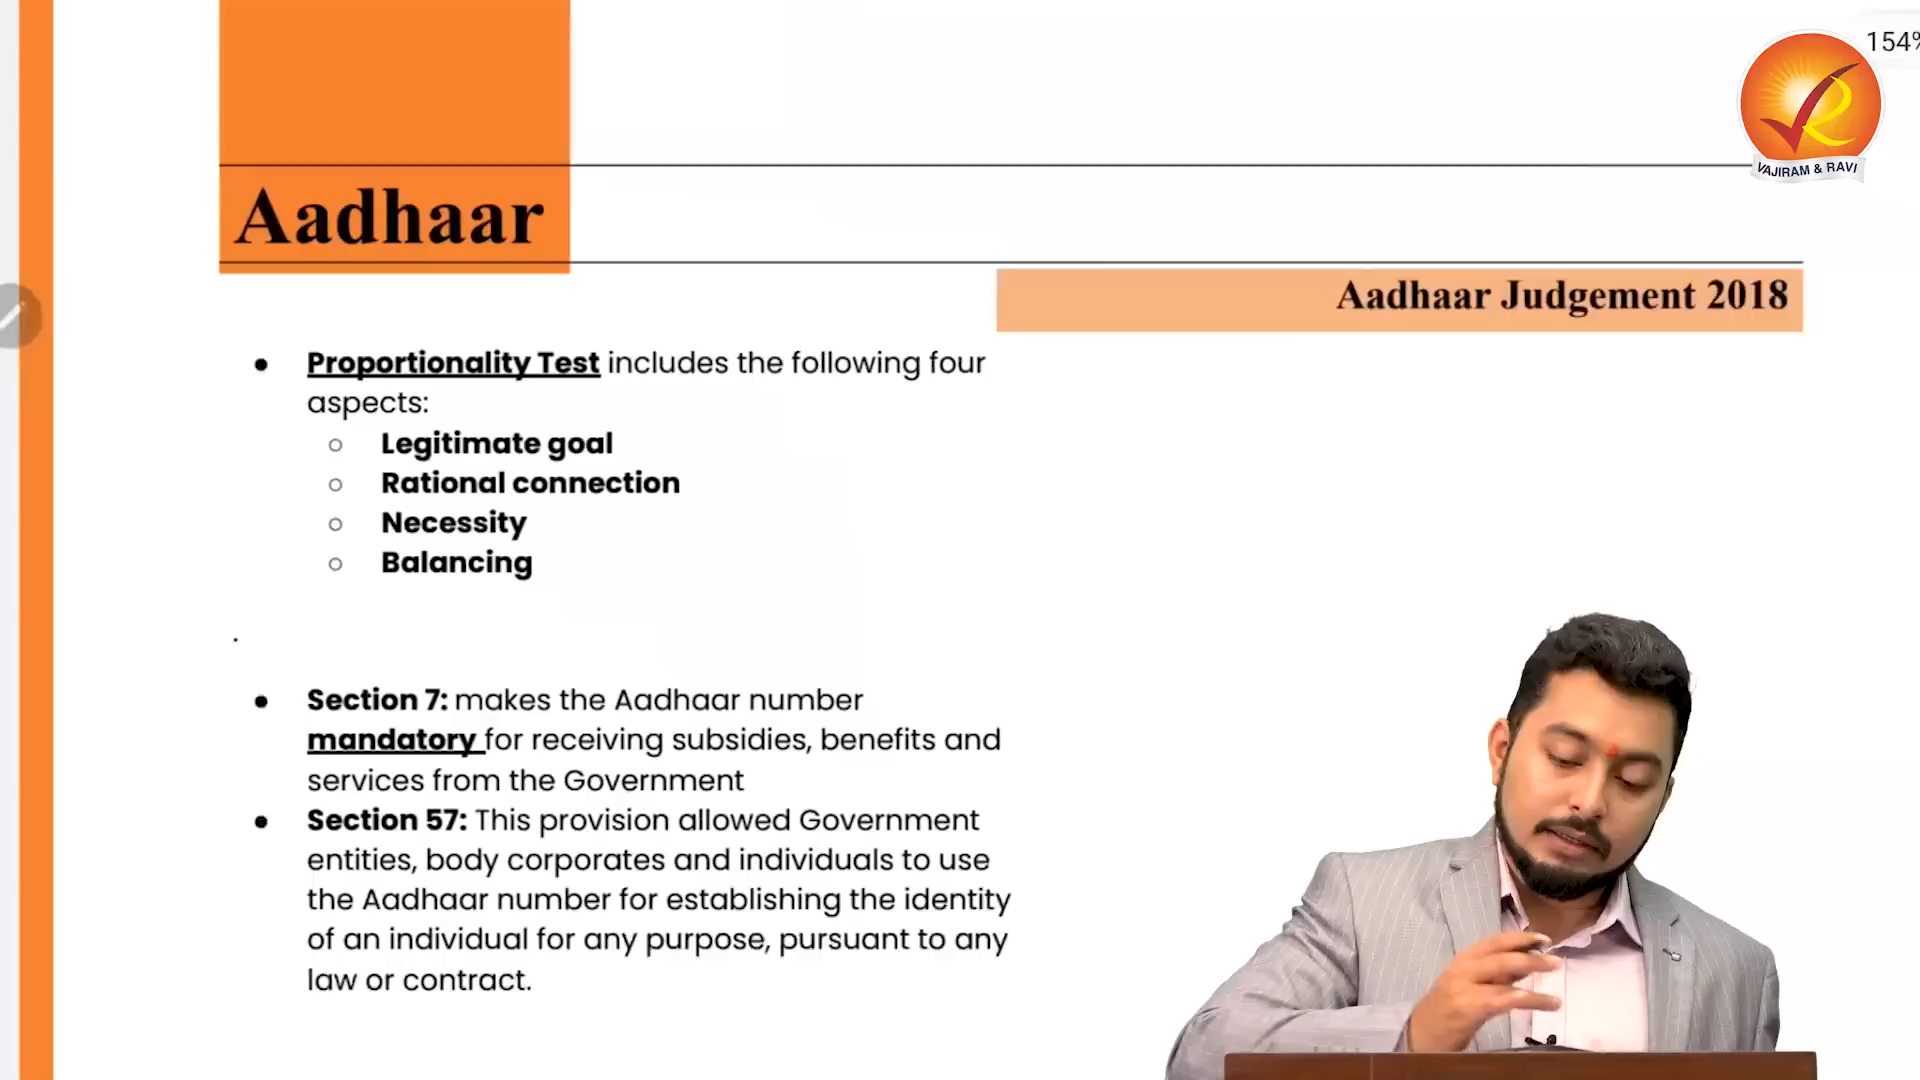 154%
VAJIRAM & RAVI
Aadhaar
Aadhaar Judgement 2018
● Proportionality Test includes the following four
aspects:
○ Legitimate goal
○ Rational connection
○ Necessity
○ Balancing
.
● Section 7: makes the Aadhaar number
mandatory for receiving subsidies, benefits and
services from the Government
● Section 57: This provision allowed Government
entities, body corporates and individuals to use
the Aadhaar number for establishing the identity
of an individual for any purpose, pursuant to any
law or contract.